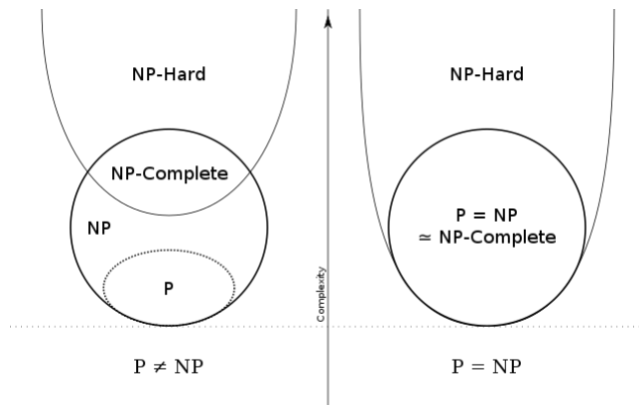 NP-Hard
NP-Complete
NP
P
P ≠ NP
Complexity
NP-Hard
P = NP
≃ NP-Complete
P = NP